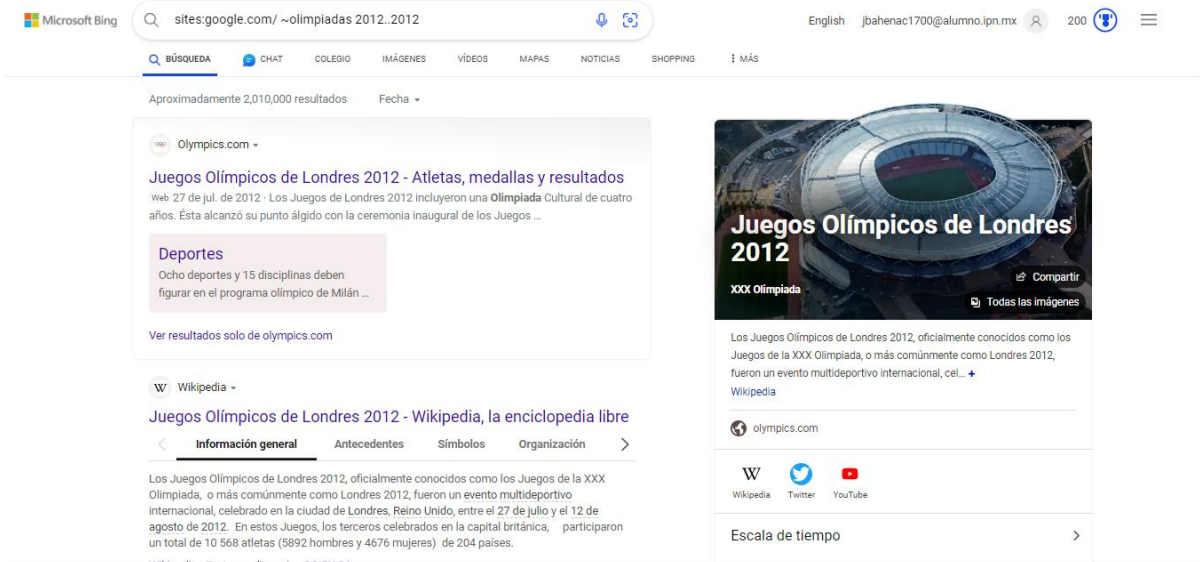 Microsoft Bing
sites:google.com/ ~olimpiadas 2012..2012
English jbahenac1700@alumno.ipn.mx 200
BÚSQUEDA CHAT COLEGIO IMÁGENES VÍDEOS MAPAS NOTICIAS SHOPPING MÁS
Aproximadamente 2,010,000 resultados Fecha
Olympics.com
Juegos Olímpicos de Londres 2012 - Atletas, medallas y resultados
Web 27 de jul. de 2012 · Los Juegos de Londres 2012 incluyeron una Olimpiada Cultural de cuatro
años. Ésta alcanzó su punto álgido con la ceremonia inaugural de los Juegos ...
Deportes
Ocho deportes y 15 disciplinas deben
figurar en el programa olímpico de Milán ...
Ver resultados solo de olympics.com
W Wikipedia
Juegos Olímpicos de Londres 2012 - Wikipedia, la enciclopedia libre
Información general Antecedentes Símbolos Organización
Los Juegos Olímpicos de Londres 2012, oficialmente conocidos como los Juegos de la XXX
Olimpiada, o más comúnmente como Londres 2012, fueron un evento multideportivo
internacional, celebrado en la ciudad de Londres, Reino Unido, entre el 27 de julio y el 12 de
agosto de 2012. En estos Juegos, los terceros celebrados en la capital británica, participaron
un total de 10 568 atletas (5892 hombres y 4676 mujeres) de 204 países.
Juegos Olímpicos de Londres
2012
XXX Olimpiada
Compartir
Todas las imágenes
Los Juegos Olímpicos de Londres 2012, oficialmente conocidos como los
Juegos de la XXX Olimpiada, o más comúnmente como Londres 2012,
fueron un evento multideportivo internacional, cel... +
Wikipedia
olympics.com
W
Wikipedia Twitter YouTube
Escala de tiempo